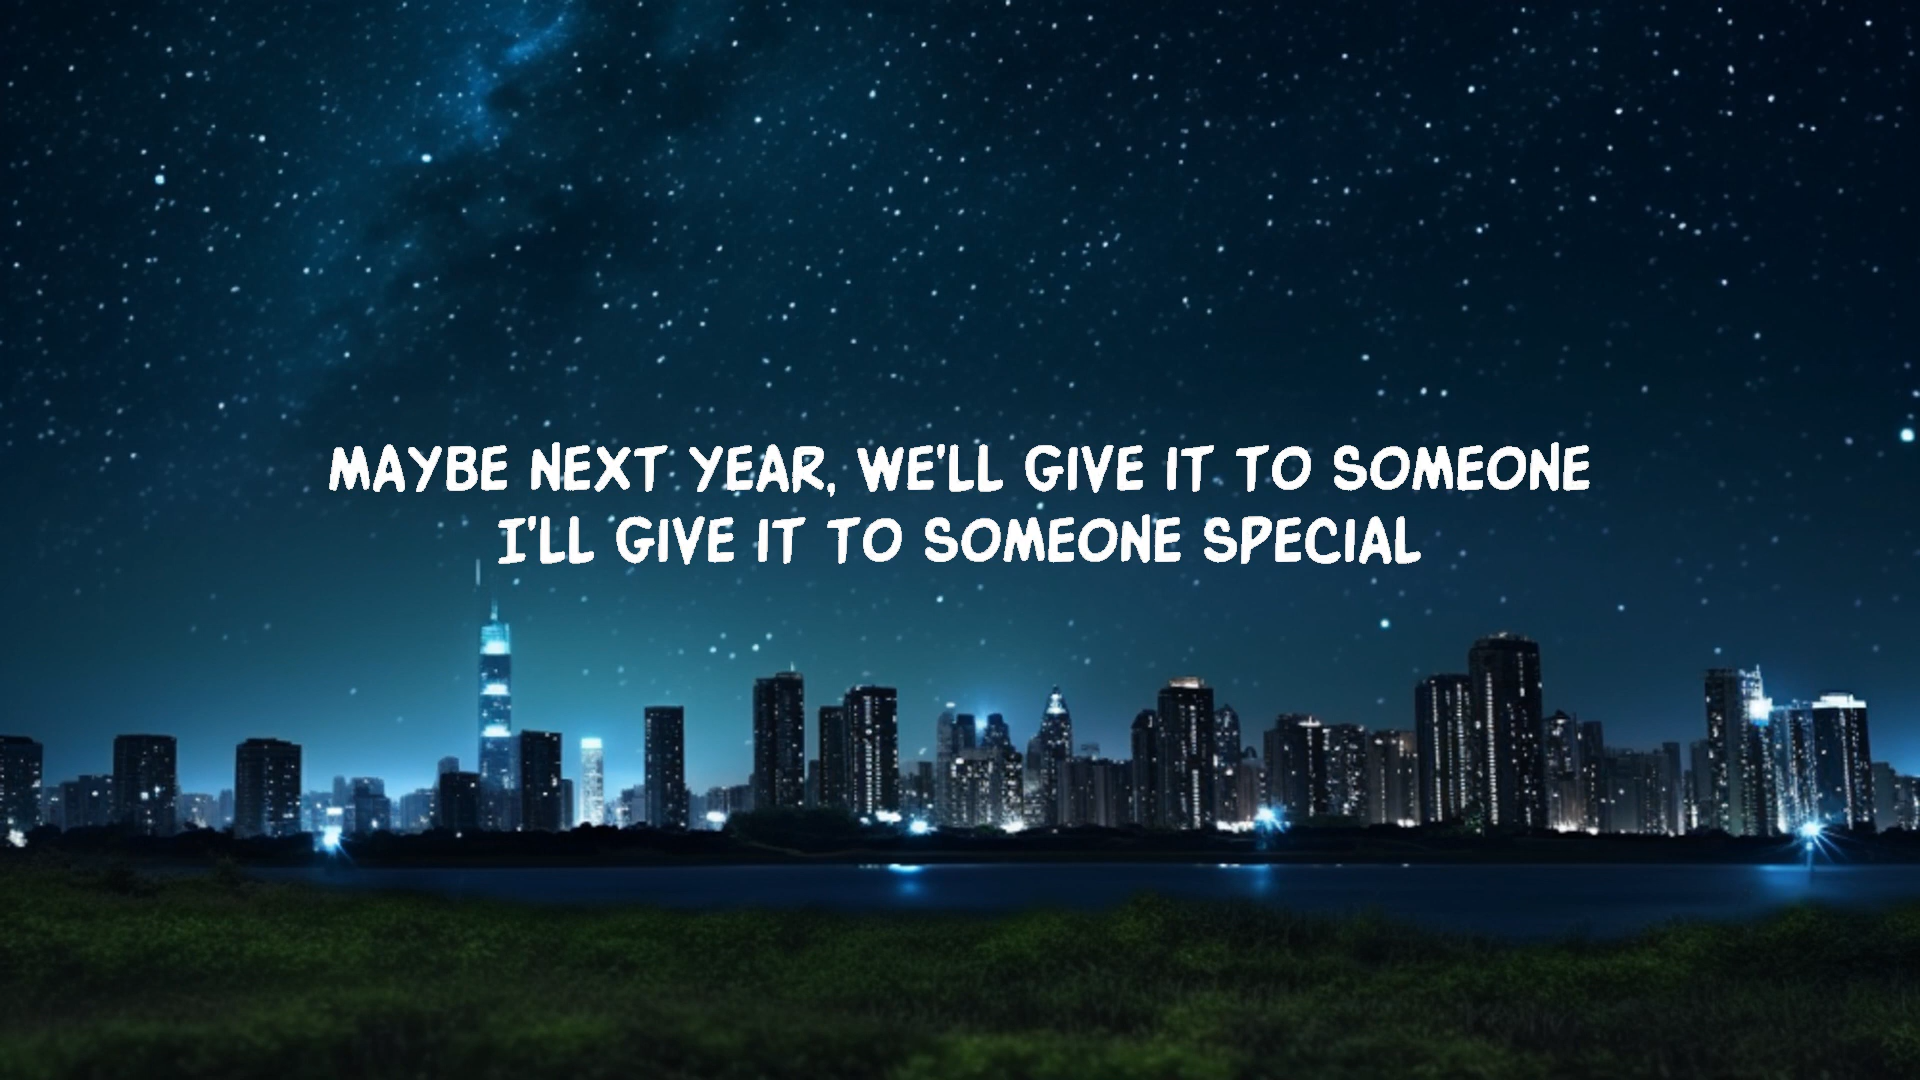 MAYBE NEXT YEAR, WE'LL GIVE IT TO SOMEONE
I'LL GIVE IT TO SOMEONE SPECIAL